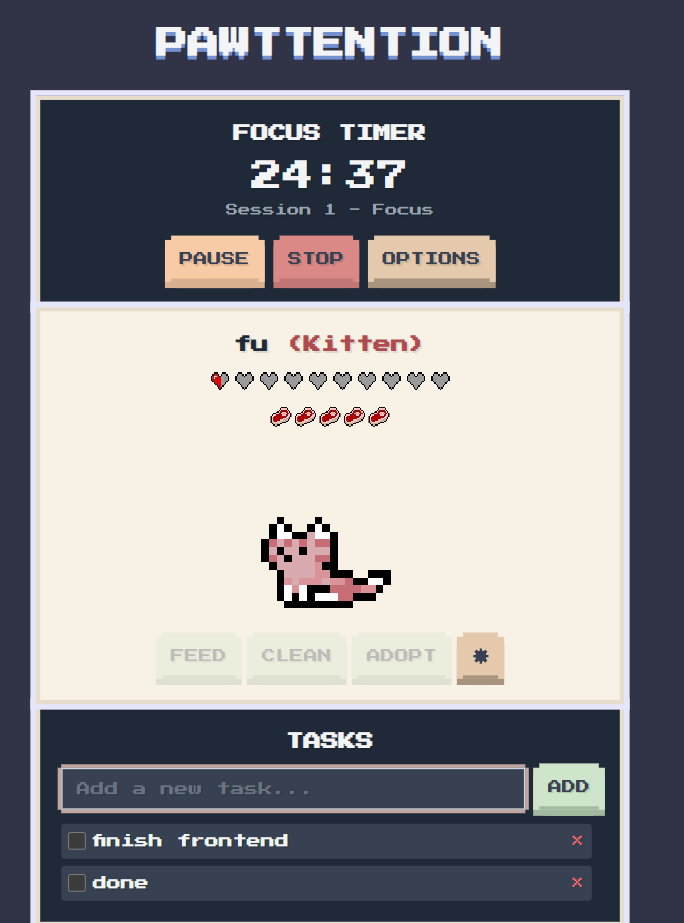 PAWTTENTION
FOCUS TIMER
24:37
Session 1 - Focus
PAUSE STOP OPTIONS
fu (Kitten)
FEED CLEAN ADOPT
TASKS
Add a new task... ADD
finish frontend ×
done ×